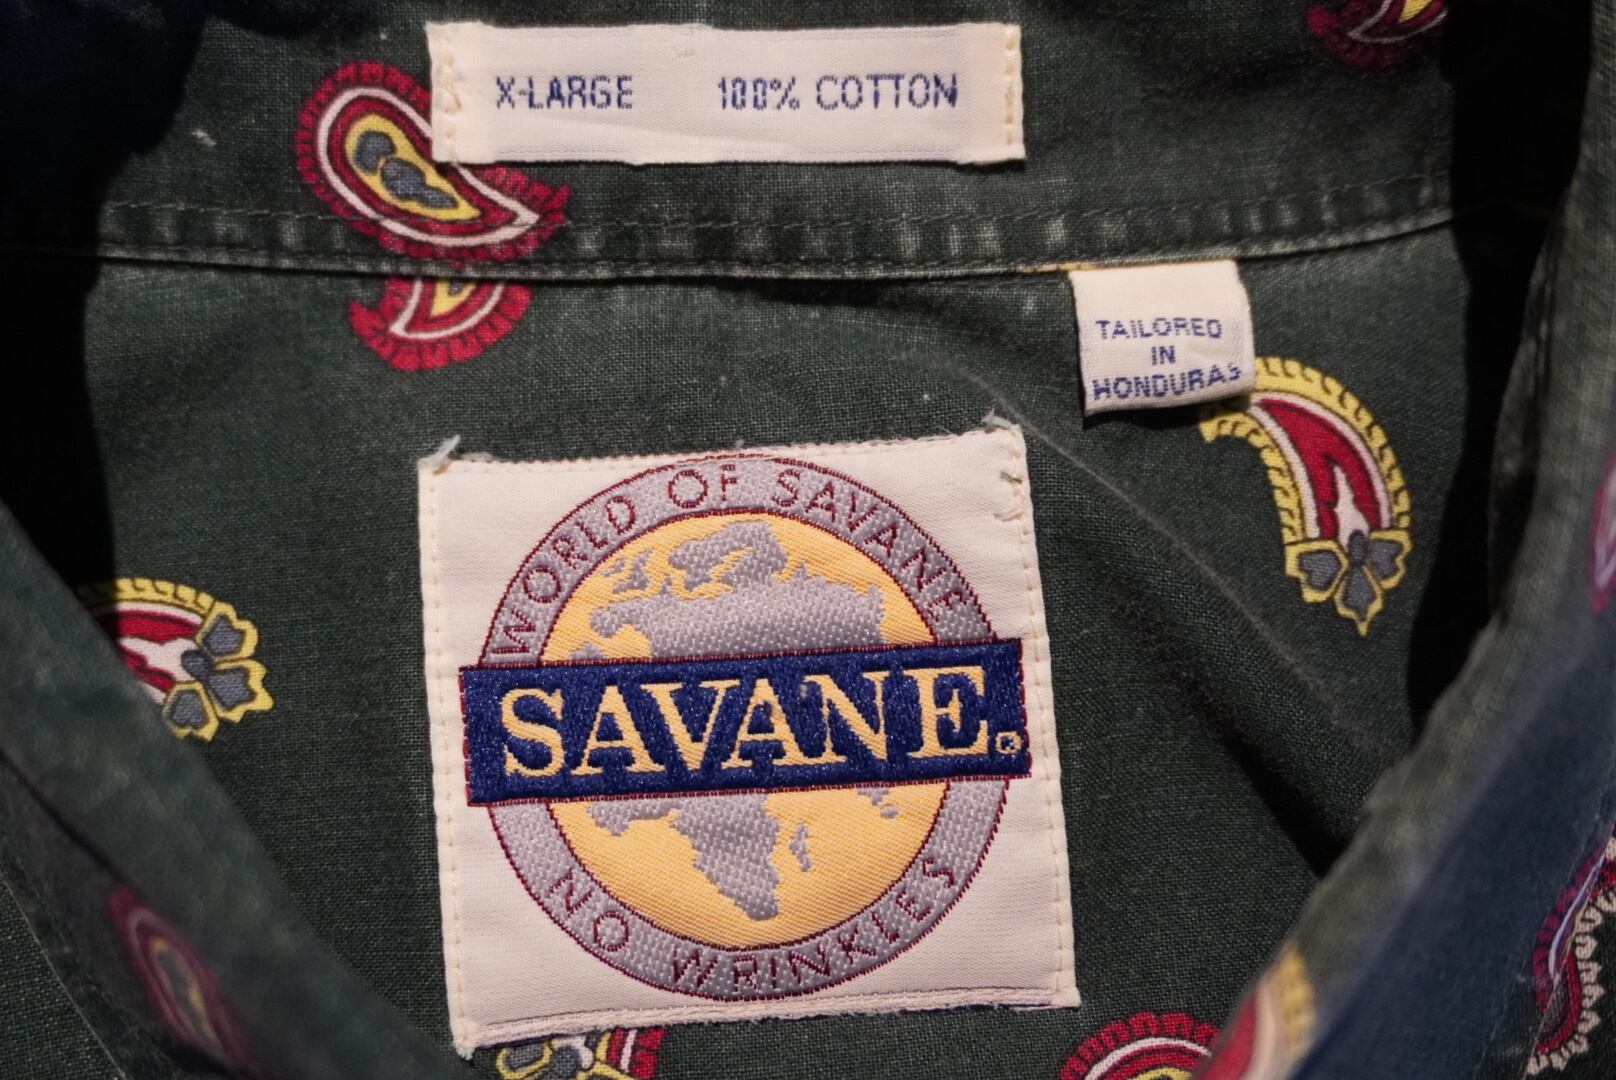 X-LARGE 100% COTTON
TAILORED
IN
HONDURAS
WORLD OF SAVANE
SAVANE®
NO WRINKLES